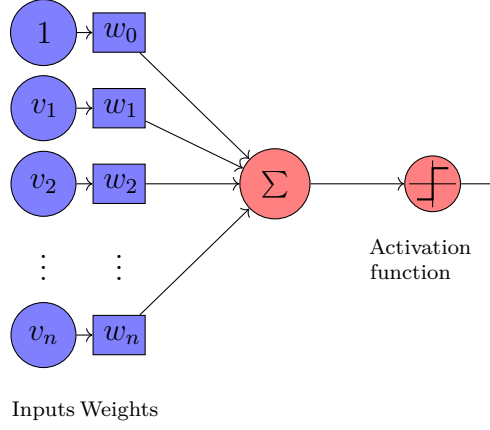 1 w₀
v₁ w₁
v₂ w₂
Σ
⋮ ⋮
vₙ wₙ
Activation
function
Inputs Weights